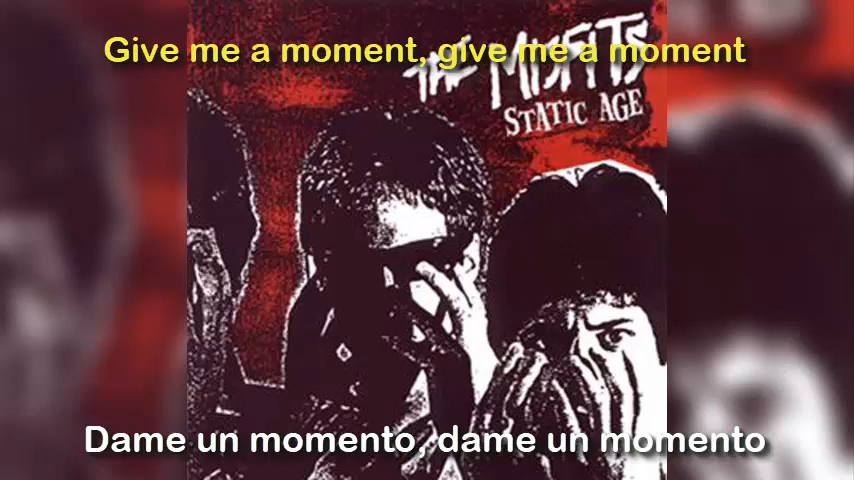 Give me a moment, give me a moment
THE MISFITS
STATIC AGE
Dame un momento, dame un momento